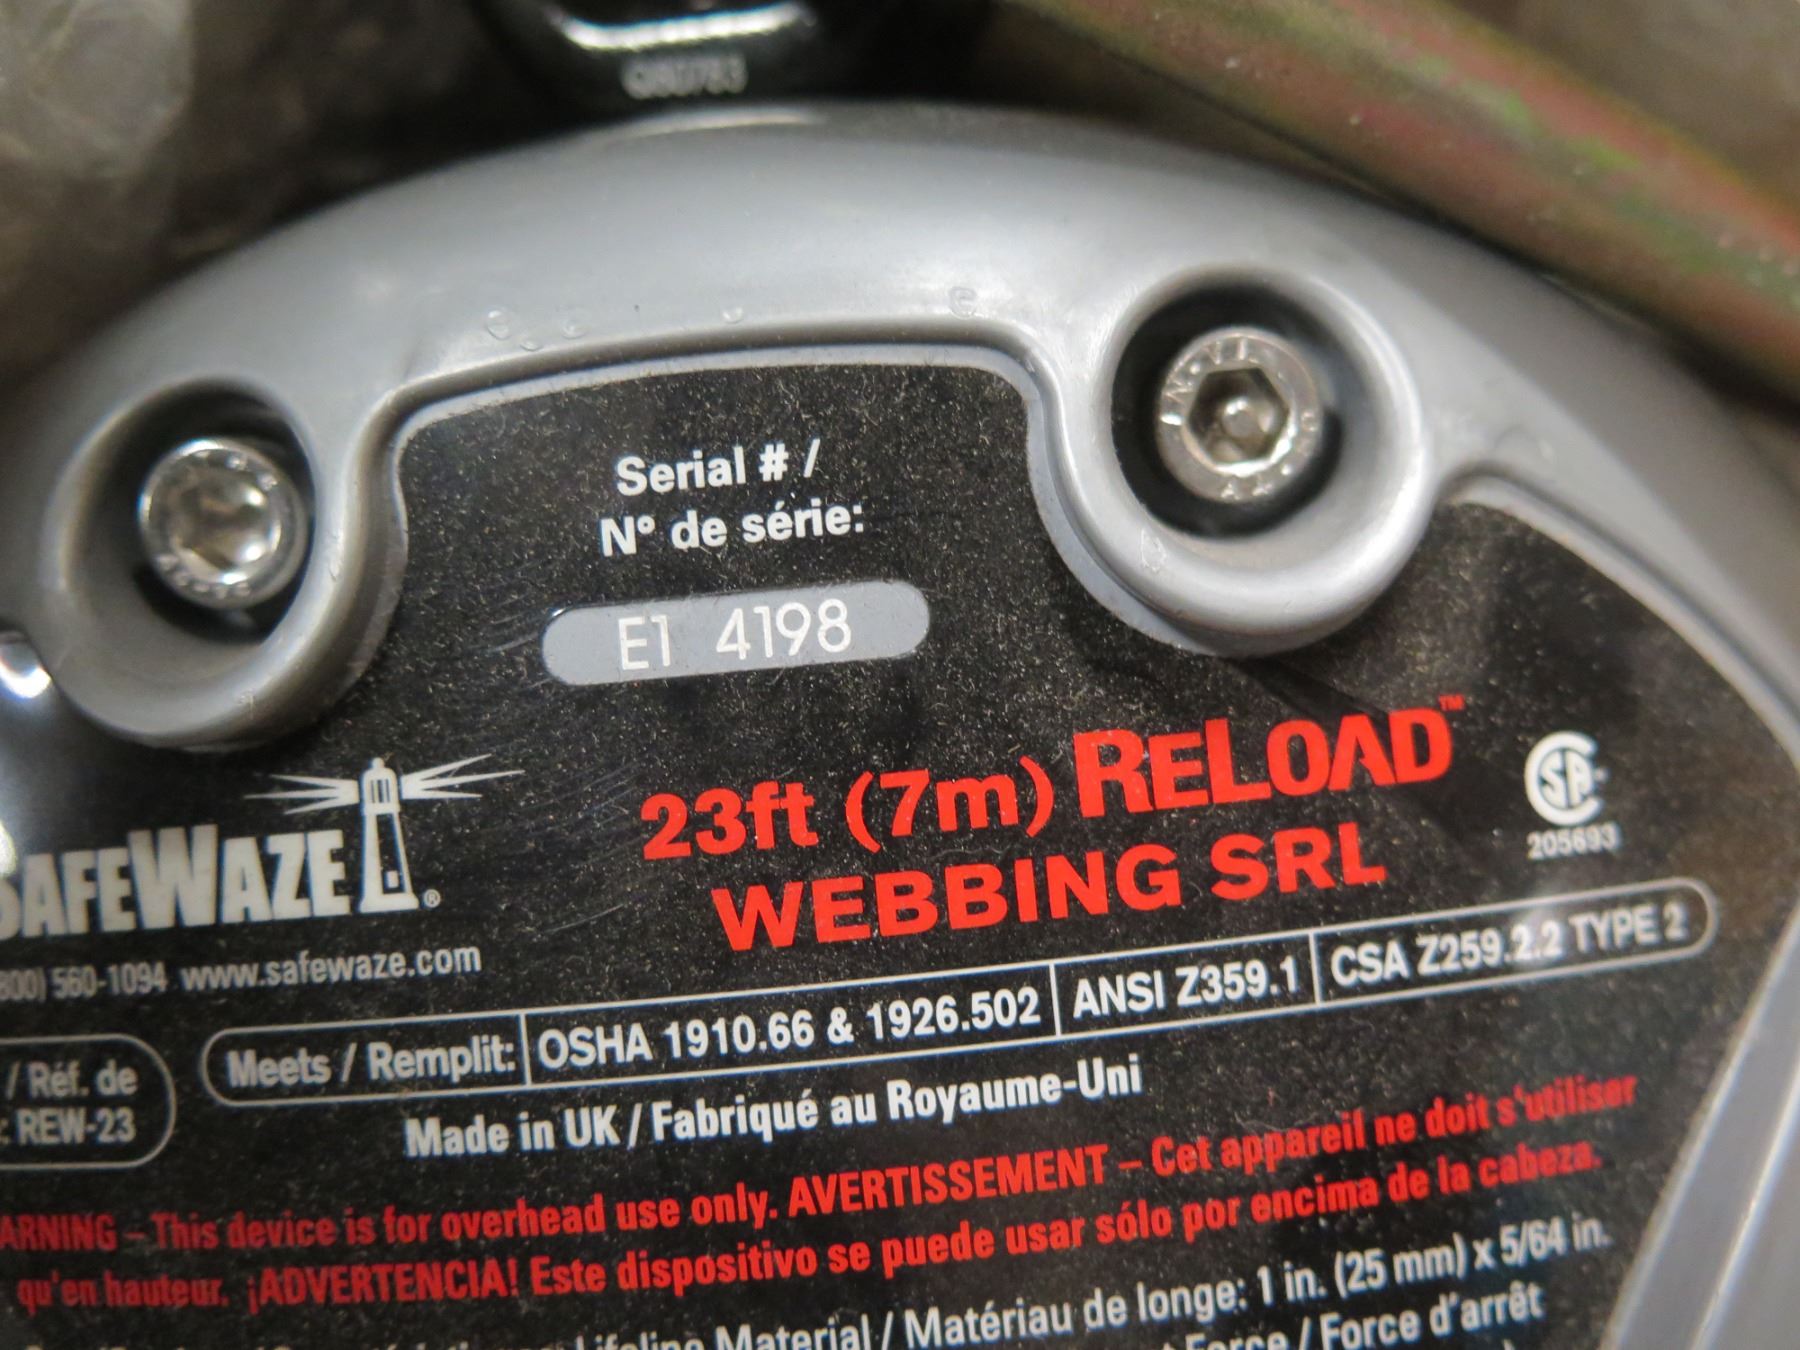 Serial # /
N° de série:
E1 4198
SAFEWAZE®
800) 560-1094 www.safewaze.com
23ft (7m) RELOAD™
WEBBING SRL
CSA
205693
/ Réf. de
: REW-23
Meets / Remplit: OSHA 1910.66 & 1926.502 ANSI Z359.1 CSA Z259.2.2 TYPE 2
Made in UK / Fabriqué au Royaume-Uni
ARNING – This device is for overhead use only. AVERTISSEMENT – Cet appareil ne doit s'utiliser
qu'en hauteur. ¡ADVERTENCIA! Este dispositivo se puede usar sólo por encima de la cabeza.
Lifeline Material / Matériau de longe: 1 in. (25 mm) x 5/64 in.
Force / Force d'arrêt